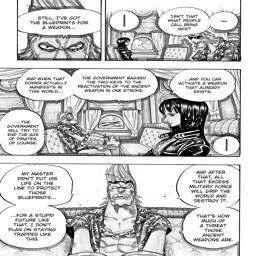 STILL, I'VE
GOT THE
BLUEPRINTS FOR
A WEAPON...
ISN'T THAT
WHAT PEOPLE
CALL BEING
NICE?
AND WHEN THAT
POWER ACTUALLY
MANIFESTS
IN THIS
WORLD...
THE GOVERNMENT BAGGED
THE TWO KEYS TO THE
REACTIVATION OF THE ANCIENT
WEAPON IN ONE STROKE.
...AND YOU CAN
ACTIVATE A WEAPON
THAT ALREADY
EXISTS.
...THE
GOVERNMENT
WILL TRY
TO END THE
AGE OF
PIRATES,
OF COURSE.
MY MASTER
DIDN'T PUT
HIS LIFE
ON THE
LINE TO
PROTECT THOSE
BLUEPRINTS...
...FOR A STUPID
FUTURE LIKE
THAT. I DON'T
PLAN ON STAYING
TRAPPED LIKE
THIS.
AND AFTER
THAT, ALL
THAT EXCESS
MILITARY FORCE
WILL GRIP
THE WORLD
AND DESTROY IT.
THAT'S HOW
MUCH OF
A THREAT
THOSE
ANCIENT
WEAPONS ARE.